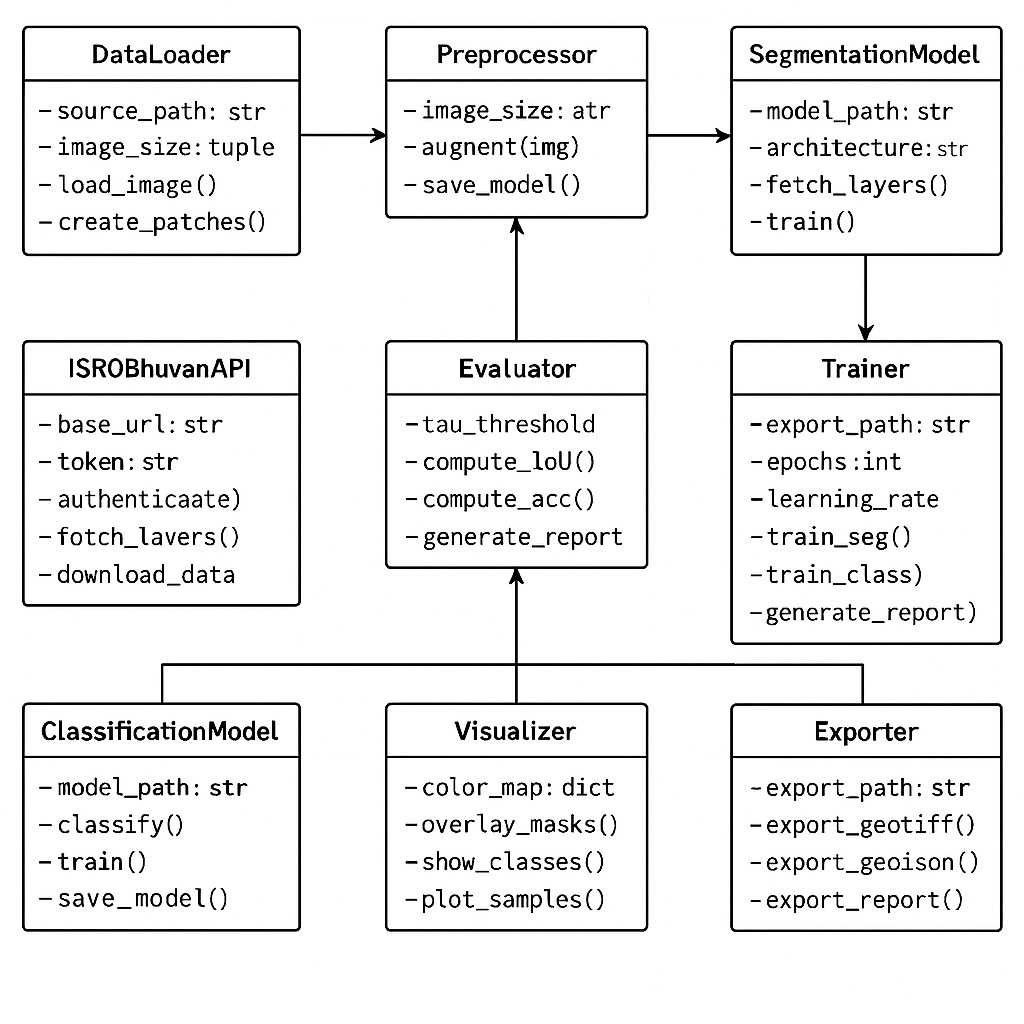 DataLoader
– source_path: str
– image_size: tuple
– load_image()
– create_patches()
Preprocessor
– image_size: atr
– augnent(img)
– save_model()
SegmentationModel
– model_path: str
– architecture: str
– fetch_layers()
– train()
ISROBhuvanAPI
– base_url: str
– token: str
– authenticaate)
– fotch_lavers()
– download_data
Evaluator
– tau_threshold
– compute_loU()
– compute_acc()
– generate_report
Trainer
– export_path: str
– epochs :int
– learning_rate
– train_seg()
– train_class)
– generate_report)
ClassificationModel
– model_path: str
– classify()
– train()
– save_model()
Visualizer
– color_map: dict
– overlay_masks()
– show_classes()
– plot_samples()
Exporter
– export_path: str
– export_geotiff()
– export_geoison()
– export_report()